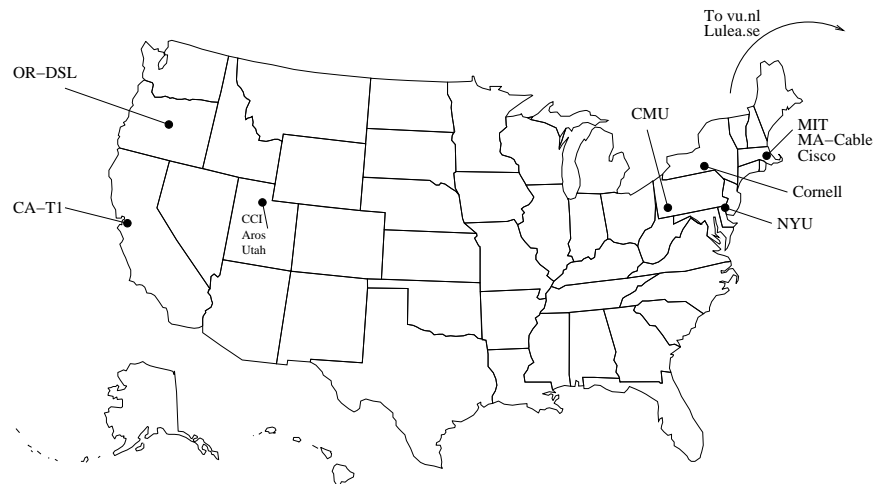 To vu.nl
Lulea.se
OR−DSL
CMU
MIT
MA−Cable
Cisco
Cornell
CA−T1
CCI
Aros
Utah
NYU